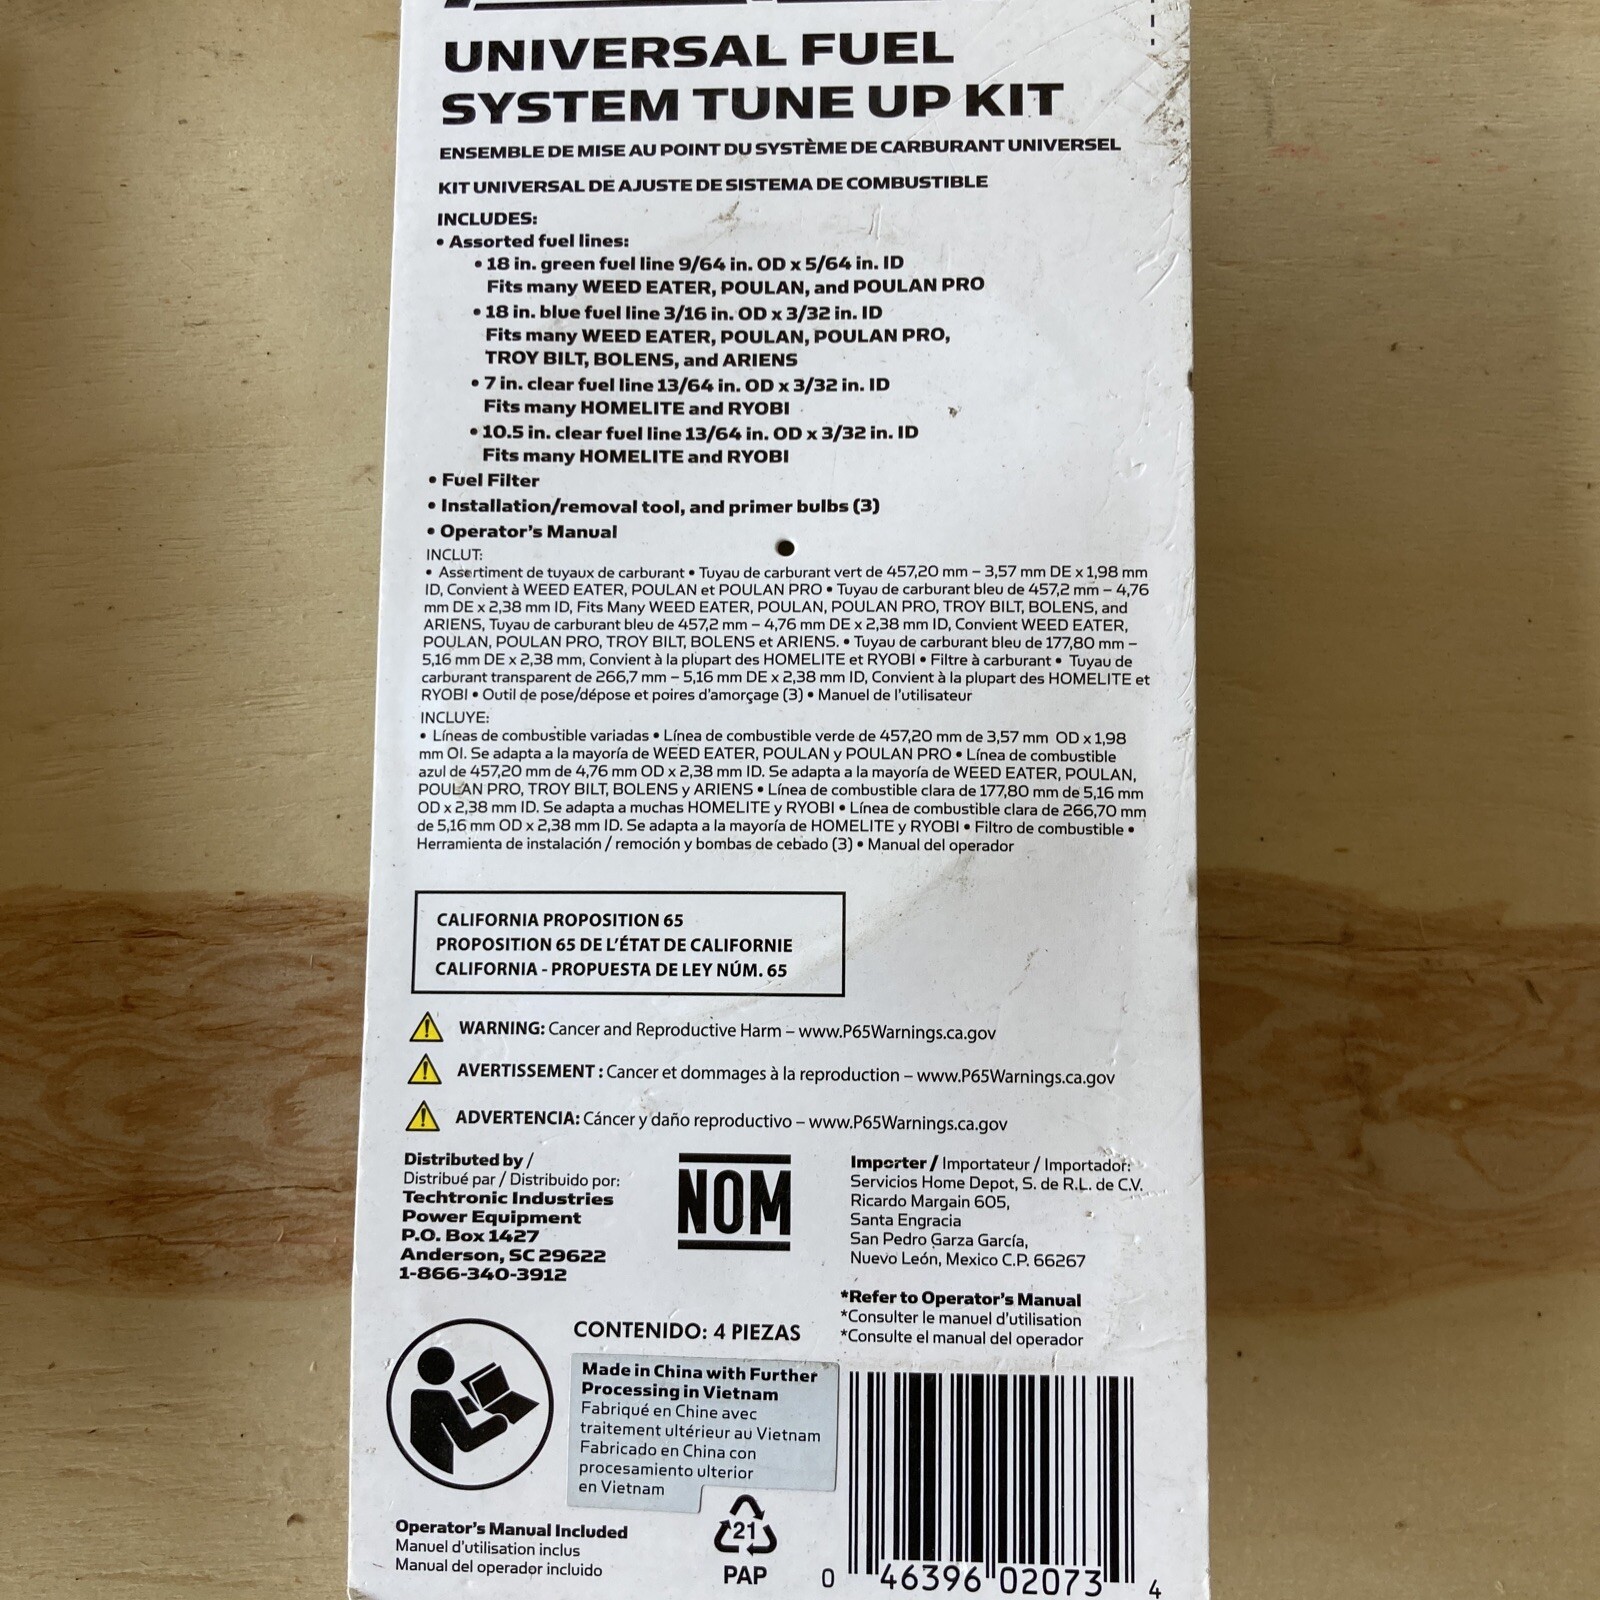 UNIVERSAL FUEL
SYSTEM TUNE UP KIT
ENSEMBLE DE MISE AU POINT DU SYSTÈME DE CARBURANT UNIVERSEL
KIT UNIVERSAL DE AJUSTE DE SISTEMA DE COMBUSTIBLE
INCLUDES:
• Assorted fuel lines:
• 18 in. green fuel line 9/64 in. OD x 5/64 in. ID
Fits many WEED EATER, POULAN, and POULAN PRO
• 18 in. blue fuel line 3/16 in. OD x 3/32 in. ID
Fits many WEED EATER, POULAN, POULAN PRO,
TROY BILT, BOLENS, and ARIENS
• 7 in. clear fuel line 13/64 in. OD x 3/32 in. ID
Fits many HOMELITE and RYOBI
• 10.5 in. clear fuel line 13/64 in. OD x 3/32 in. ID
Fits many HOMELITE and RYOBI
• Fuel Filter
• Installation/removal tool, and primer bulbs (3)
• Operator's Manual
INCLUT:
• Assertiment de tuyaux de carburant • Tuyau de carburant vert de 457,20 mm – 3,57 mm DE x 1,98 mm
ID, Convient à WEED EATER, POULAN et POULAN PRO • Tuyau de carburant bleu de 457,2 mm – 4,76
mm DE x 2,38 mm ID, Fits Many WEED EATER, POULAN, POULAN PRO, TROY BILT, BOLENS, and
ARIENS, Tuyau de carburant bleu de 457,2 mm – 4,76 mm DE x 2,38 mm ID, Convient WEED EATER,
POULAN, POULAN PRO, TROY BILT, BOLENS et ARIENS. • Tuyau de carburant bleu de 177,80 mm –
5,16 mm DE x 2,38 mm, Convient à la plupart des HOMELITE et RYOBI • Filtre à carburant • Tuyau de
carburant transparent de 266,7 mm – 5,16 mm DE x 2,38 mm ID, Convient à la plupart des HOMELITE et
RYOBI • Outil de pose/dépose et poires d'amorçage (3) • Manuel de l'utilisateur
INCLUYE:
• Líneas de combustible variadas • Línea de combustible verde de 457,20 mm de 3,57 mm OD x 1,98
mm OI. Se adapta a la mayoría de WEED EATER, POULAN y POULAN PRO • Línea de combustible
azul de 457,20 mm de 4,76 mm OD x 2,38 mm ID. Se adapta a la mayoría de WEED EATER, POULAN,
POULAN PRO, TROY BILT, BOLENS y ARIENS • Línea de combustible clara de 177,80 mm de 5,16 mm
OD x 2,38 mm ID. Se adapta a muchas HOMELITE y RYOBI • Línea de combustible clara de 266,70 mm
de 5,16 mm OD x 2,38 mm ID. Se adapta a la mayoría de HOMELITE y RYOBI • Filtro de combustible •
Herramienta de instalación / remoción y bombas de cebado (3) • Manual del operador
CALIFORNIA PROPOSITION 65
PROPOSITION 65 DE L'ÉTAT DE CALIFORNIE
CALIFORNIA - PROPUESTA DE LEY NÚM. 65
WARNING: Cancer and Reproductive Harm – www.P65Warnings.ca.gov
AVERTISSEMENT : Cancer et dommages à la reproduction – www.P65Warnings.ca.gov
ADVERTENCIA: Cáncer y daño reproductivo – www.P65Warnings.ca.gov
Distributed by /
Distribué par / Distribuido por:
Techtronic Industries
Power Equipment
P.O. Box 1427
Anderson, SC 29622
1-866-340-3912
NOM
Importer / Importateur / Importador:
Servicios Home Depot, S. de R.L. de C.V.
Ricardo Margain 605,
Santa Engracia
San Pedro Garza García,
Nuevo León, Mexico C.P. 66267
*Refer to Operator's Manual
*Consulter le manuel d'utilisation
*Consulte el manual del operador
CONTENIDO: 4 PIEZAS
Made in China with Further
Processing in Vietnam
Fabriqué en Chine avec
traitement ultérieur au Vietnam
Fabricado en China con
procesamiento ulterior
en Vietnam
Operator's Manual Included
Manuel d'utilisation inclus
Manual del operador incluido
21
PAP
0 46396 02073 4